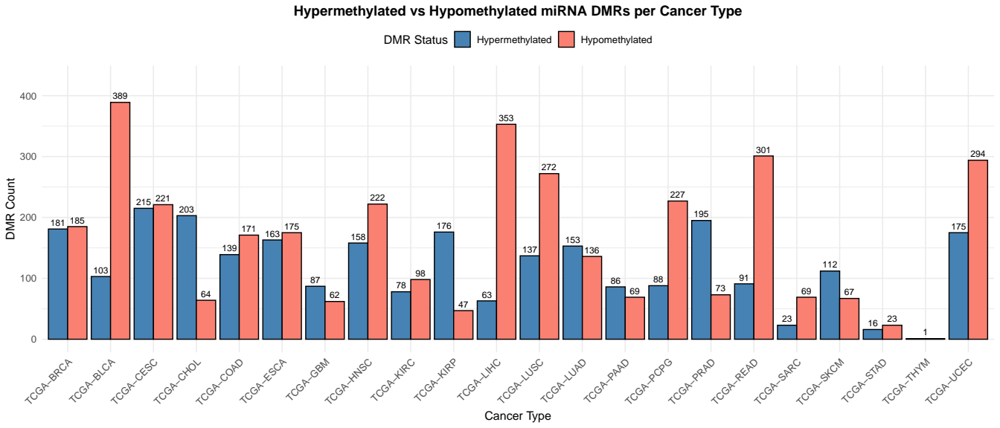 Hypermethylated vs Hypomethylated miRNA DMRs per Cancer Type
DMR Status Hypermethylated Hypomethylated
DMR Count
400
300
200
100
0
181 185
103 389
215 221
203 64
139 171
163 175
87 62
158 222
78 98
176 47
63 353
137 272
153 136
86 69
88 227
195 73
91 301
23 69
112 67
16 23
1
175 294
TCGA−BRCA
TCGA−BLCA
TCGA−CESC
TCGA−CHOL
TCGA−COAD
TCGA−ESCA
TCGA−GBM
TCGA−HNSC
TCGA−KIRC
TCGA−KIRP
TCGA−LIHC
TCGA−LUSC
TCGA−LUAD
TCGA−PAAD
TCGA−PCPG
TCGA−PRAD
TCGA−READ
TCGA−SARC
TCGA−SKCM
TCGA−STAD
TCGA−THYM
TCGA−UCEC
Cancer Type